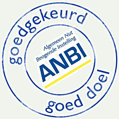 goedgekeurd
Algemeen Nut
Beogende Instelling
ANBI
goed doel